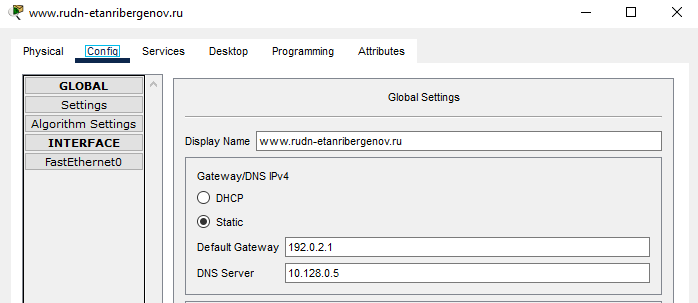 www.rudn-etanribergenov.ru
Physical Config Services Desktop Programming Attributes
GLOBAL
Settings
Algorithm Settings
INTERFACE
FastEthernet0
Global Settings
Display Name www.rudn-etanribergenov.ru
Gateway/DNS IPv4
DHCP
Static
Default Gateway 192.0.2.1
DNS Server 10.128.0.5